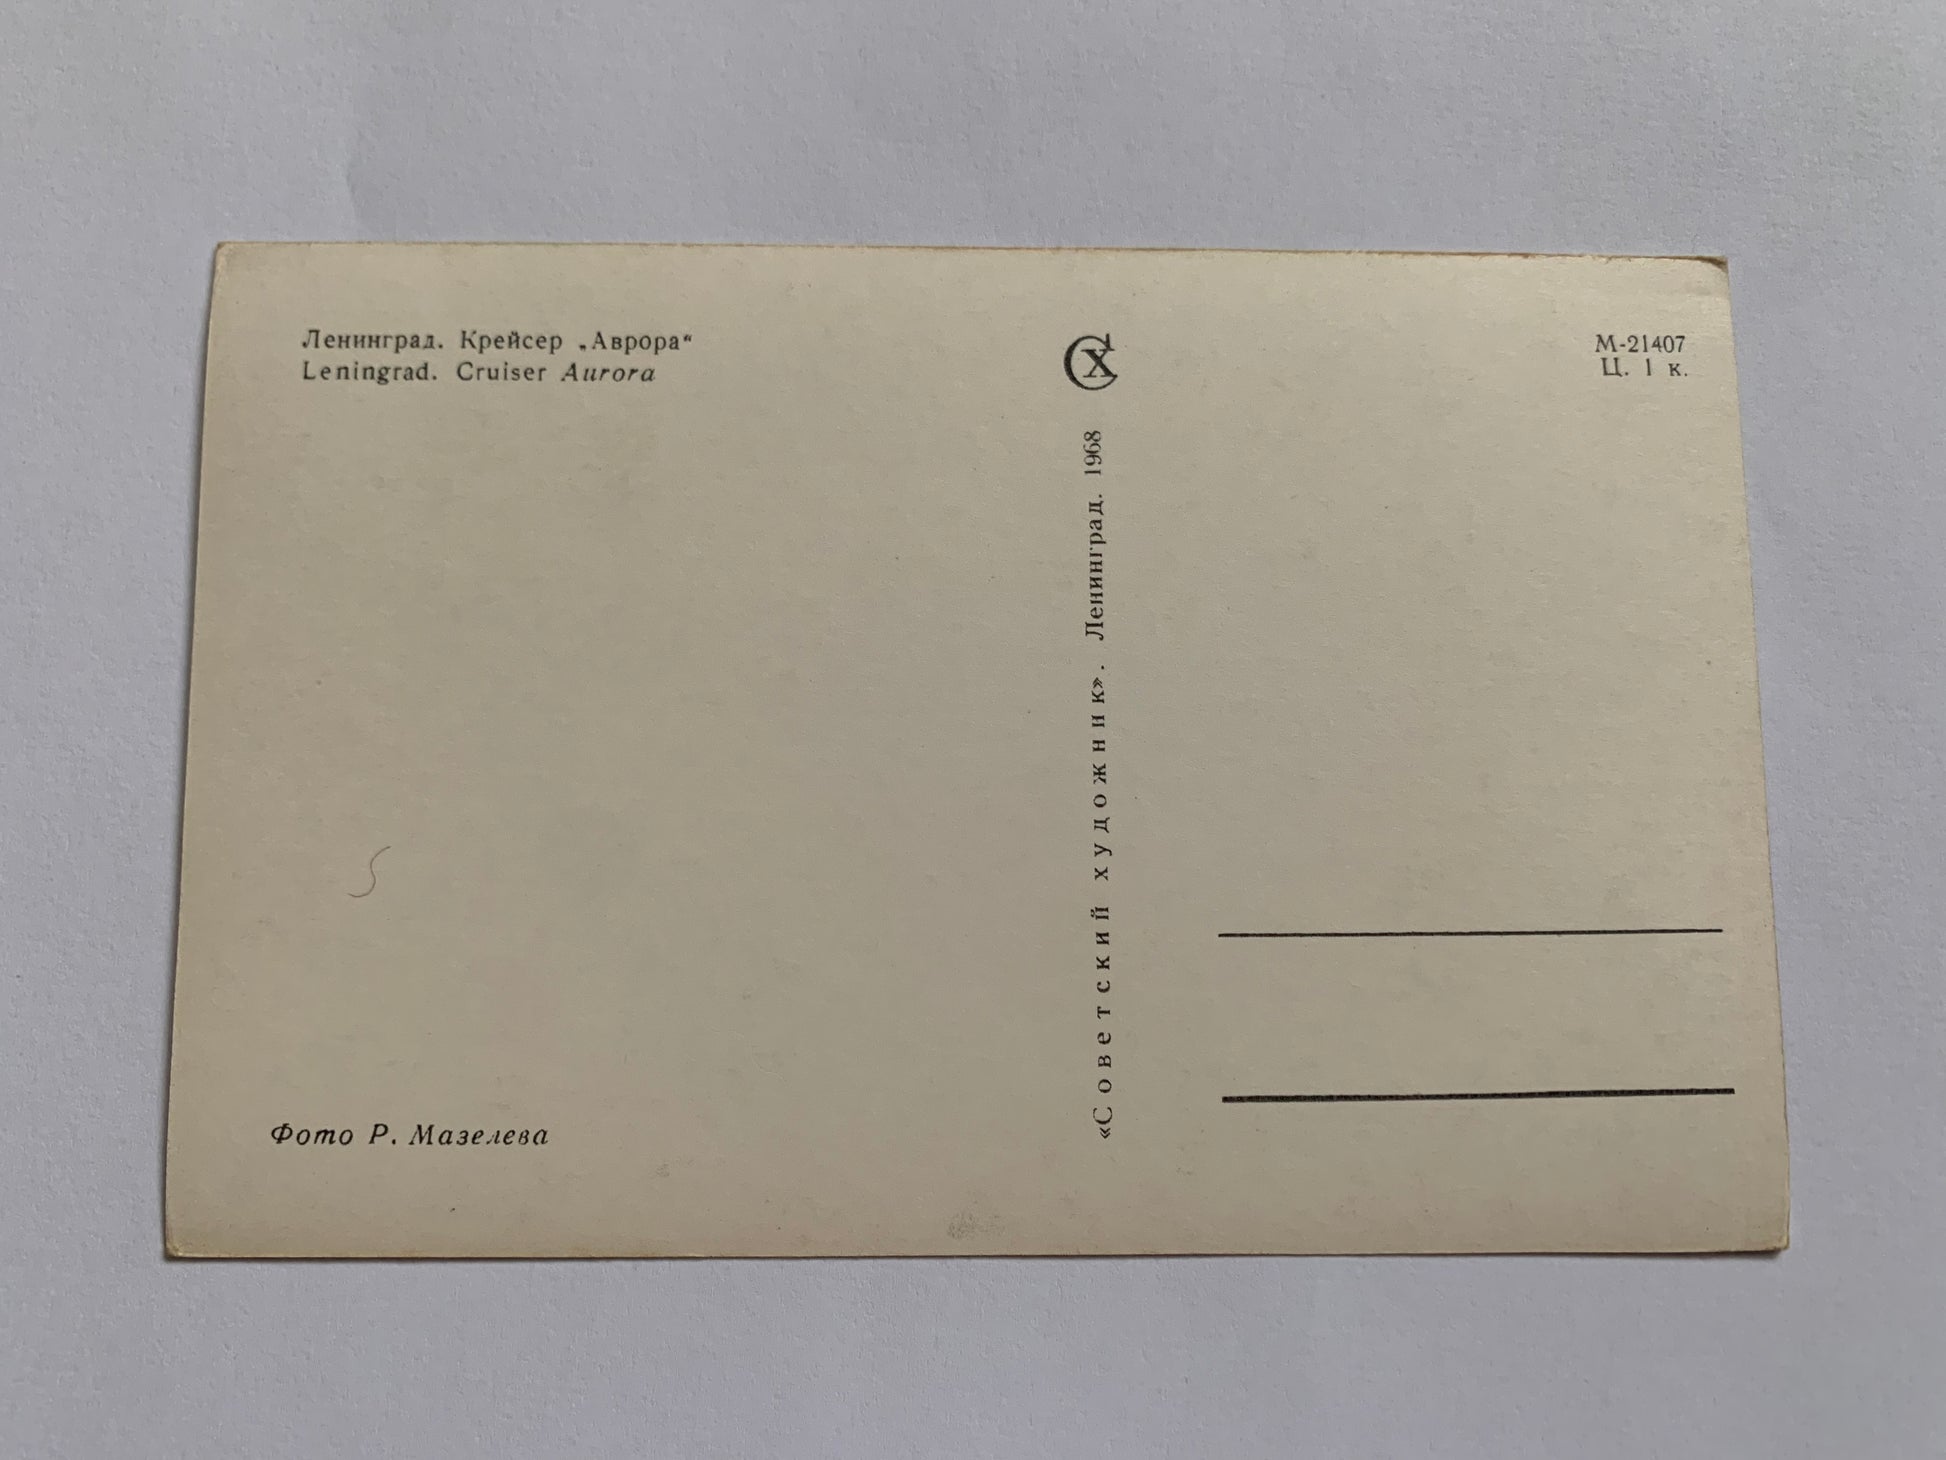 Ленинград. Крейсер „Аврора“
Leningrad. Cruiser Aurora
Фото Р. Мазелева
СХ
«Советский художник». Ленинград. 1968
М-21407
Ц. 1 к.